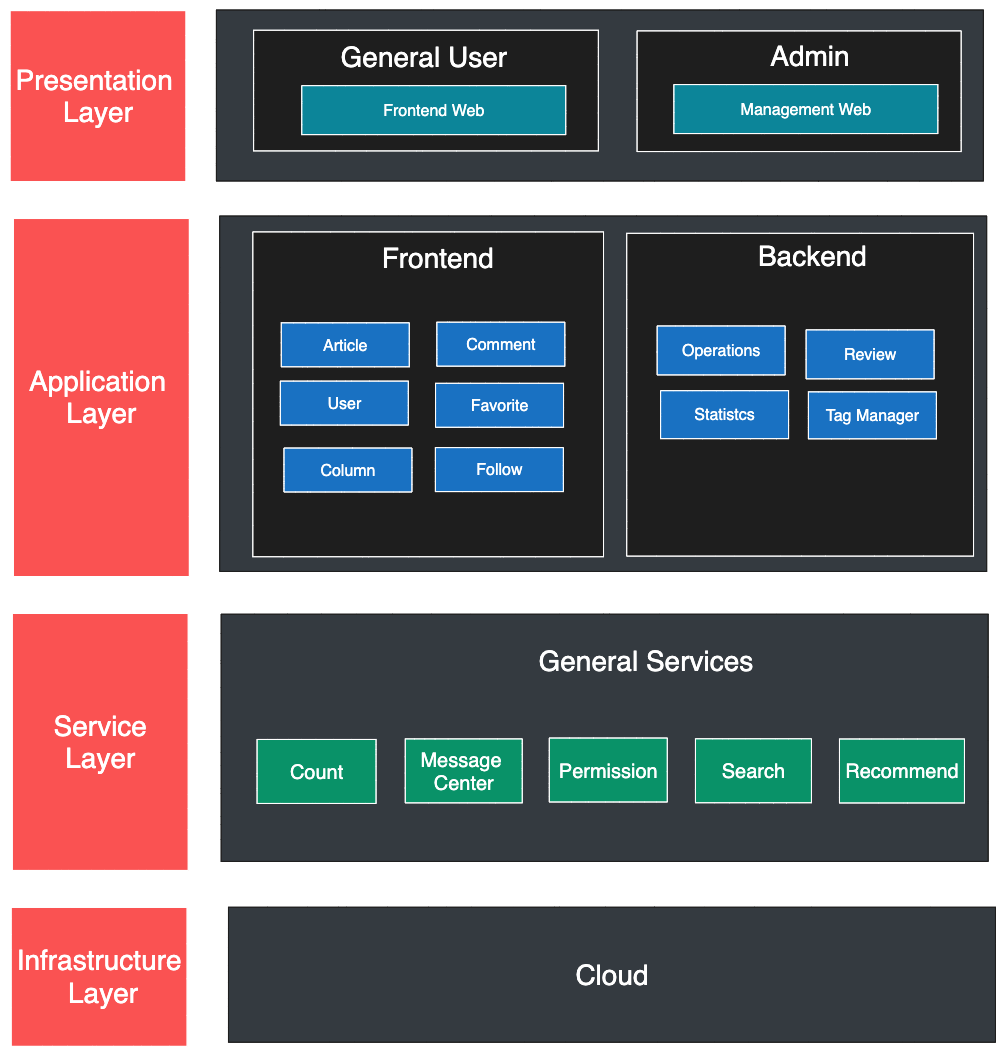 Presentation
Layer
General User
Frontend Web
Admin
Management Web
Application
Layer
Frontend
Article
Comment
User
Favorite
Column
Follow
Backend
Operations
Review
Statistcs
Tag Manager
Service
Layer
General Services
Count
Message
Center
Permission
Search
Recommend
Infrastructure
Layer
Cloud